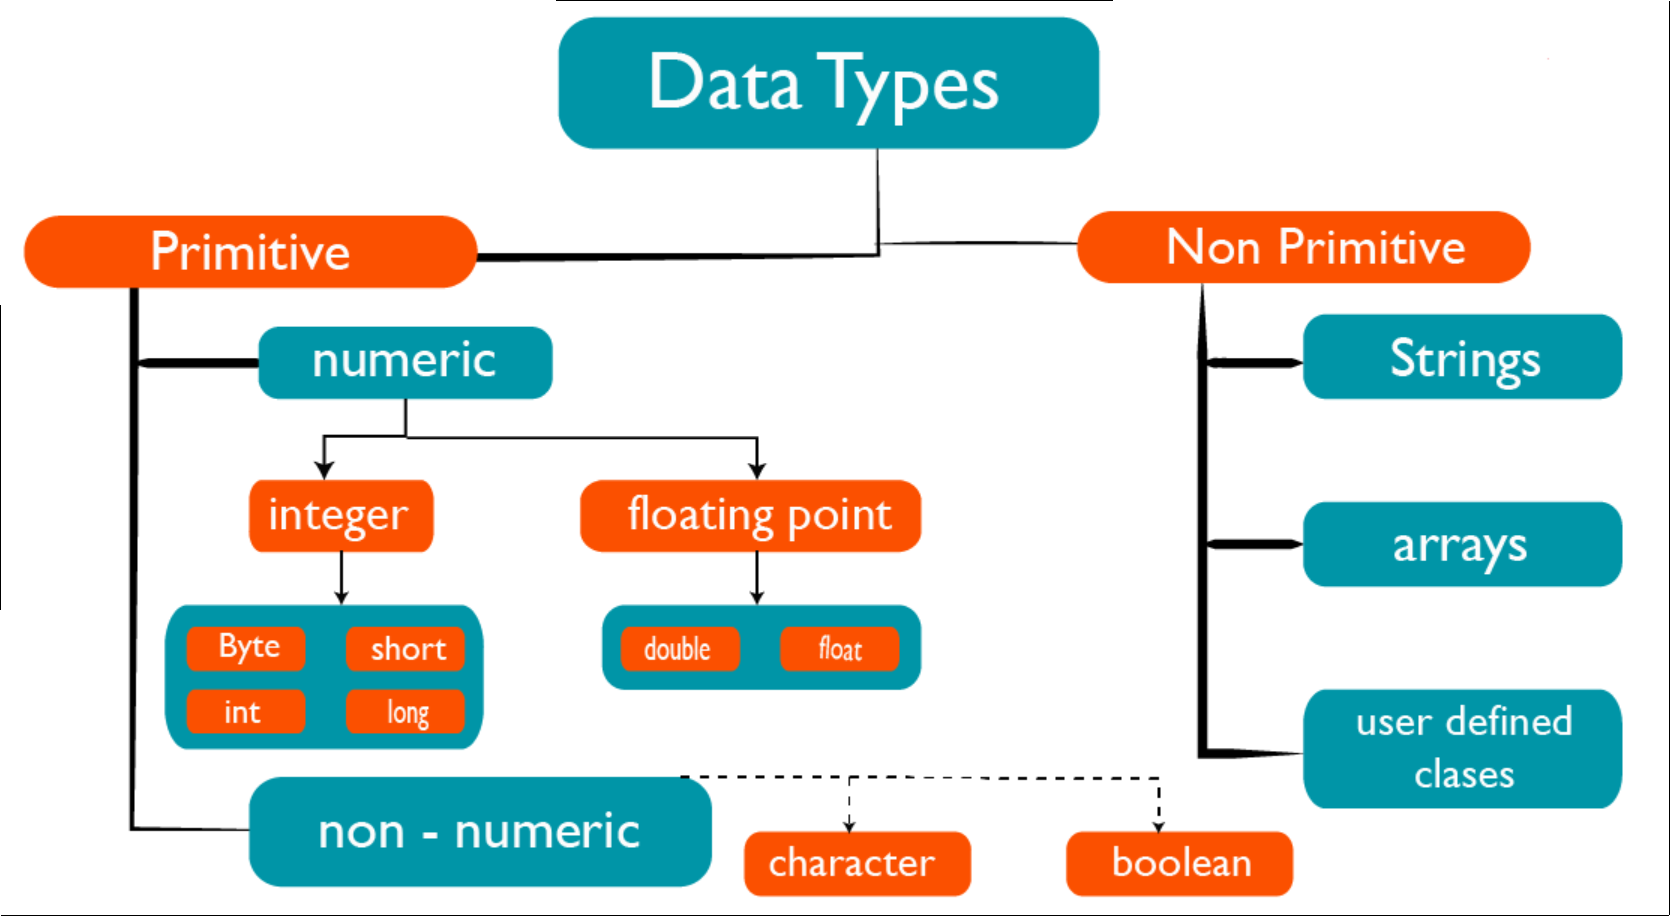 Data Types
Primitive
Non Primitive
numeric
Strings
integer
floating point
arrays
Byte
short
double
float
int
long
user defined
clases
non - numeric
character
boolean